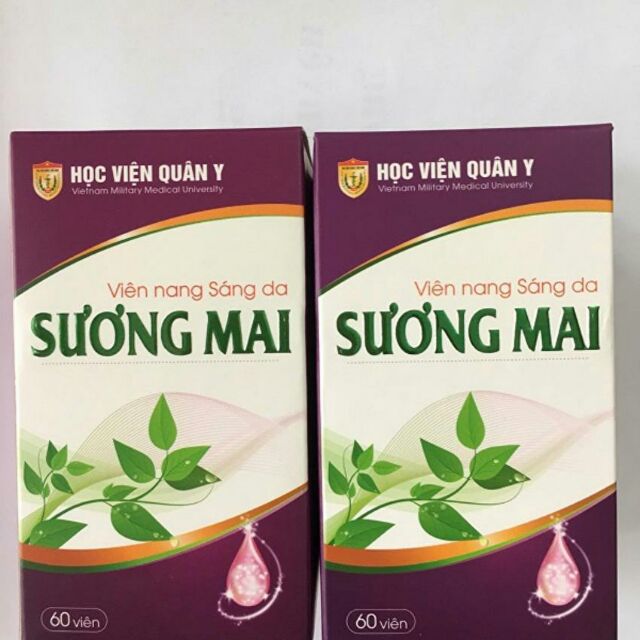 HỌC VIỆN QUÂN Y
Vietnam Military Medical University
Viên nang Sáng da
SƯƠNG MAI
60 viên
HỌC VIỆN QUÂN Y
Vietnam Military Medical University
Viên nang Sáng da
SƯƠNG MAI
60 viên